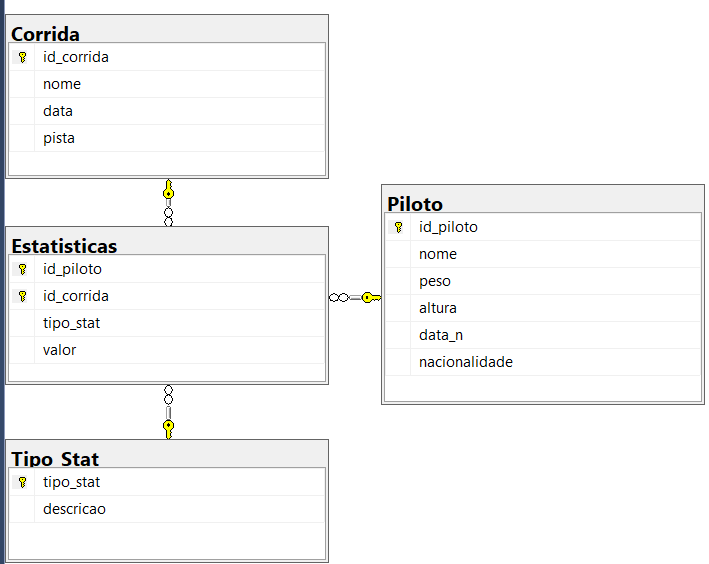 Corrida
id_corrida
nome
data
pista
Estatisticas
id_piloto
id_corrida
tipo_stat
valor
Piloto
id_piloto
nome
peso
altura
data_n
nacionalidade
Tipo_Stat
tipo_stat
descricao